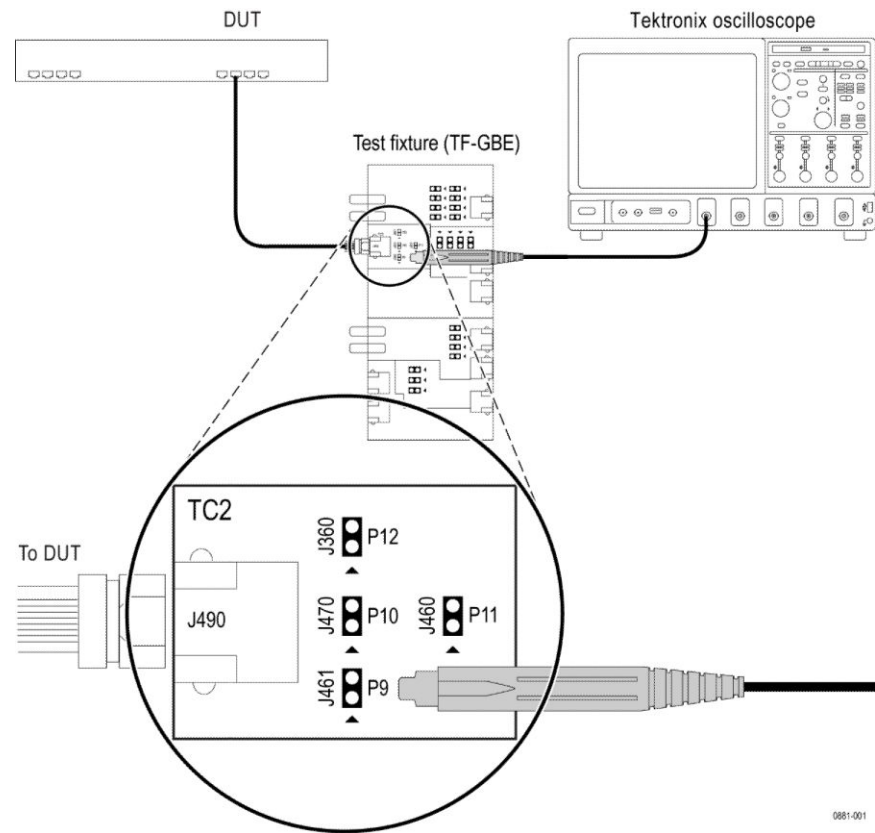 DUT
Tektronix oscilloscope
Test fixture (TF-GBE)
TC2
To DUT
J490
J360
P12
J470
P10
J460
P11
J461
P9
0881-001